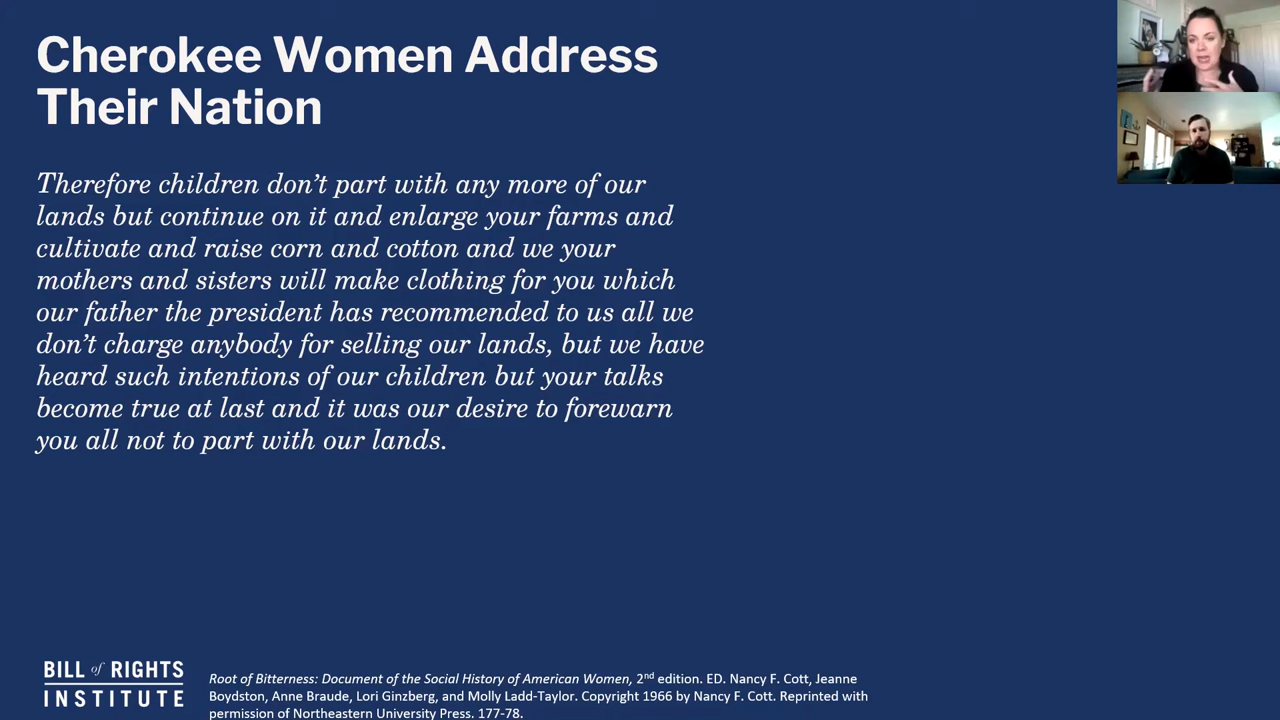 Cherokee Women Address
Their Nation
Therefore children don't part with any more of our
lands but continue on it and enlarge your farms and
cultivate and raise corn and cotton and we your
mothers and sisters will make clothing for you which
our father the president has recommended to us all we
don't charge anybody for selling our lands, but we have
heard such intentions of our children but your talks
become true at last and it was our desire to forewarn
you all not to part with our lands.
BILL of RIGHTS
INSTITUTE
Root of Bitterness: Document of the Social History of American Women, 2nd edition. ED. Nancy F. Cott, Jeanne
Boydston, Anne Braude, Lori Ginzberg, and Molly Ladd-Taylor. Copyright 1966 by Nancy F. Cott. Reprinted with
permission of Northeastern University Press. 177-78.